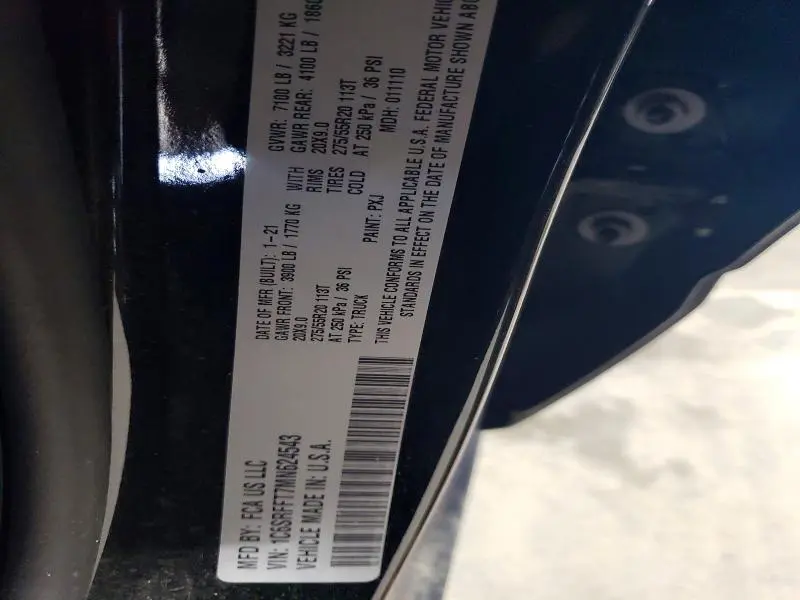 MFD BY: FCA US LLC
VIN: 1C6SRFFT7MN624543
VEHICLE MADE IN: U.S.A.
DATE OF MFR (BUILT): 1-21 GVWR: 7100 LB / 3221 KG
GAWR FRONT: 3900 LB / 1770 KG WITH GAWR REAR: 4100 LB / 1860
20X9.0 RIMS 20X9.0
275/55R20 113T TIRES 275/55R20 113T
AT 250 kPa / 36 PSI COLD AT 250 kPa / 36 PSI
TYPE: TRUCK PAINT: PXJ MDH: 011110
THIS VEHICLE CONFORMS TO ALL APPLICABLE U.S.A. FEDERAL MOTOR
STANDARDS IN EFFECT ON THE DATE OF MANUFACTURE SHOWN